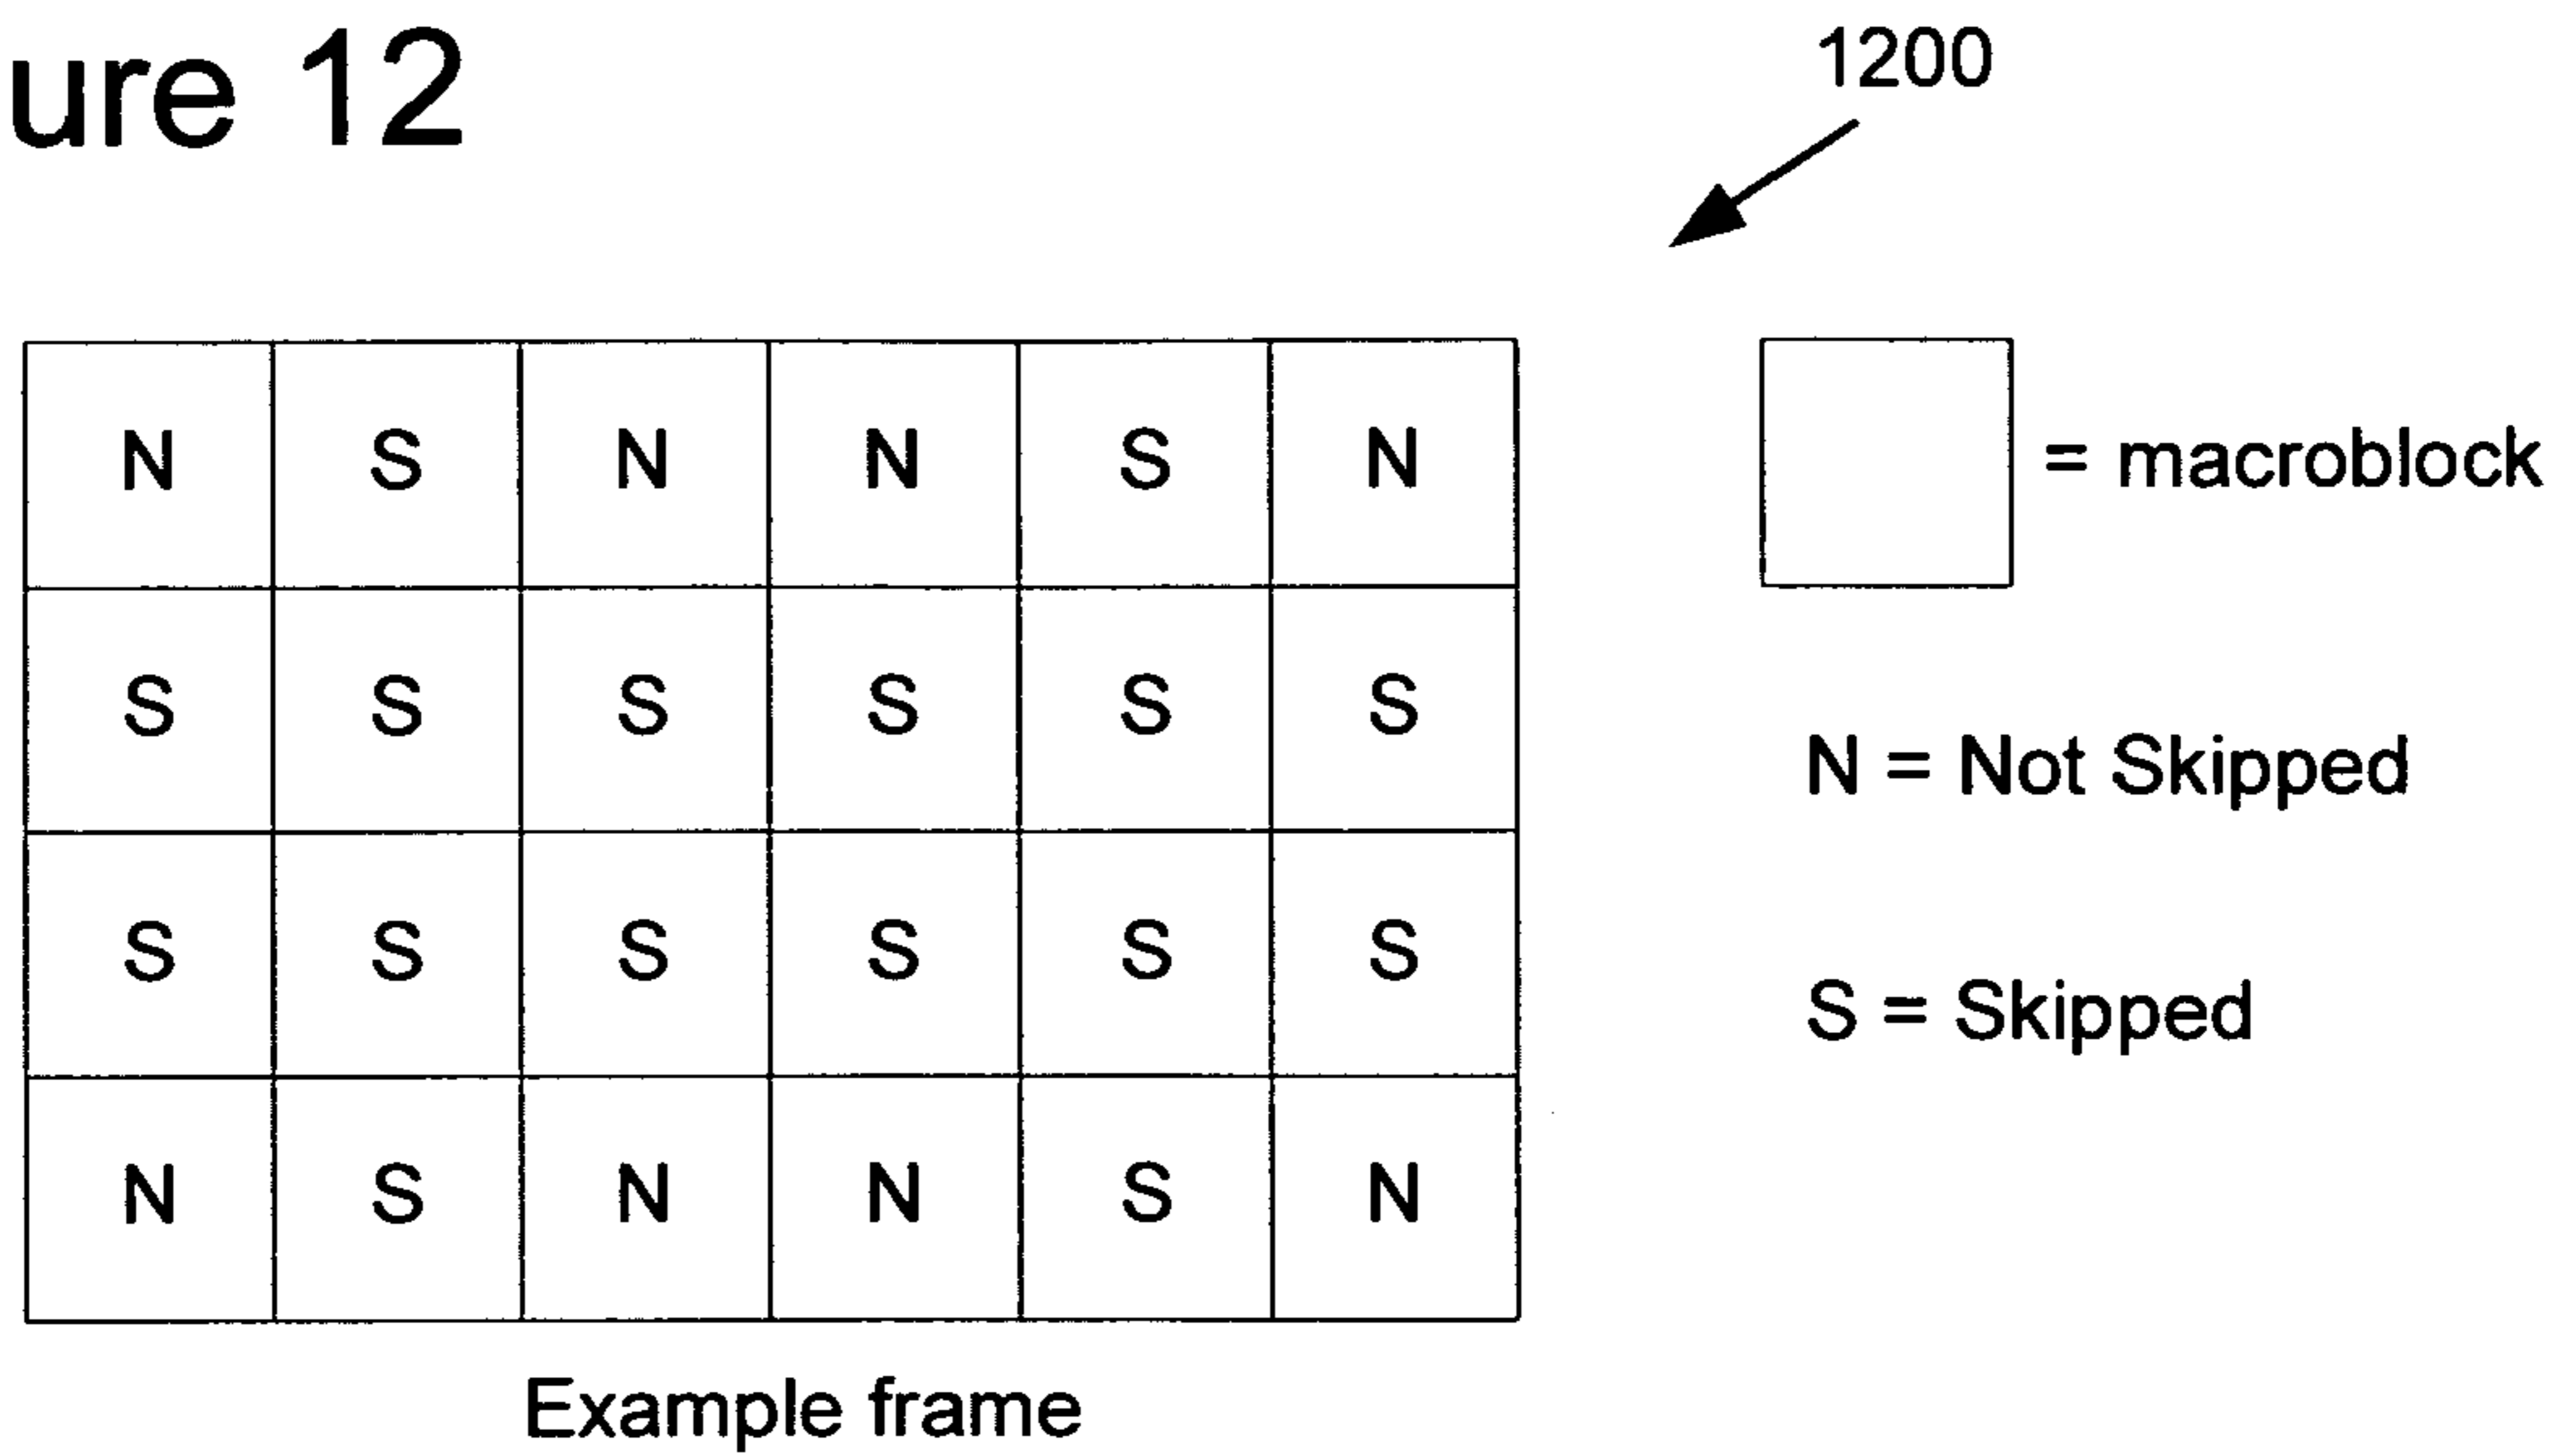 ure 12
1200
N S N N S N
= macroblock
S S S S S S
N = Not Skipped
S S S S S S
S = Skipped
N S N N S N
Example frame